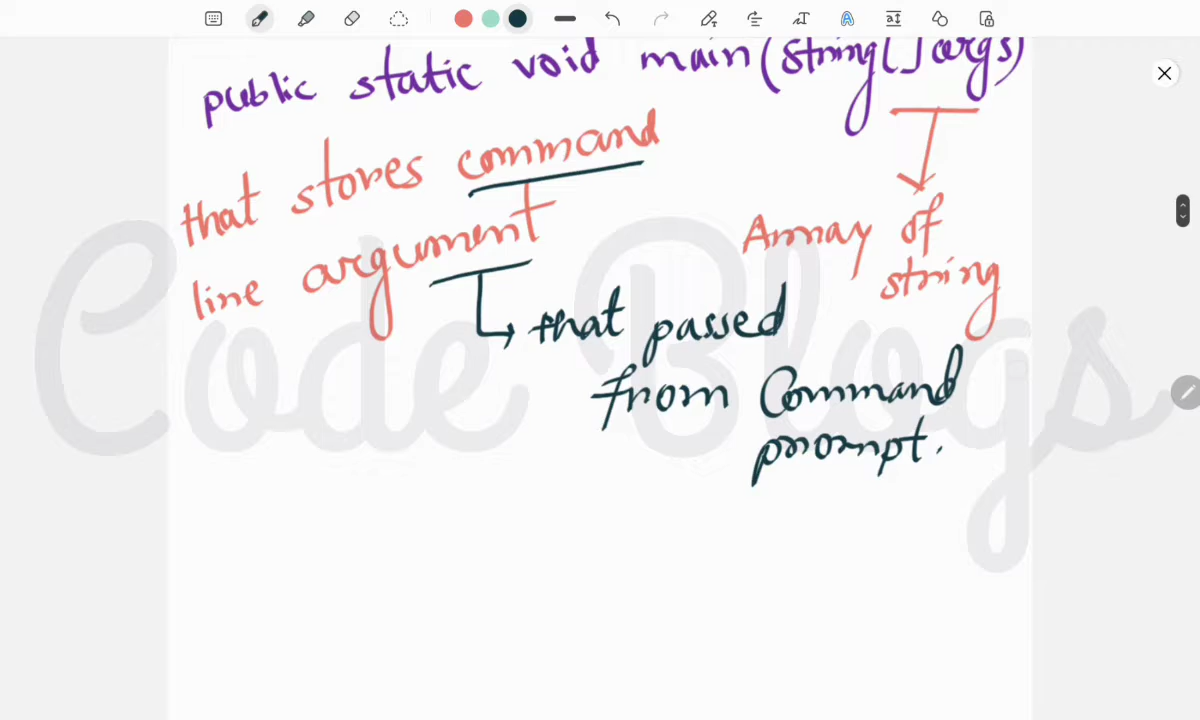 public static void main(string[] args)
that stores command
line argument
Array of
string
that passed
from Command
prompt.
Code Blogs